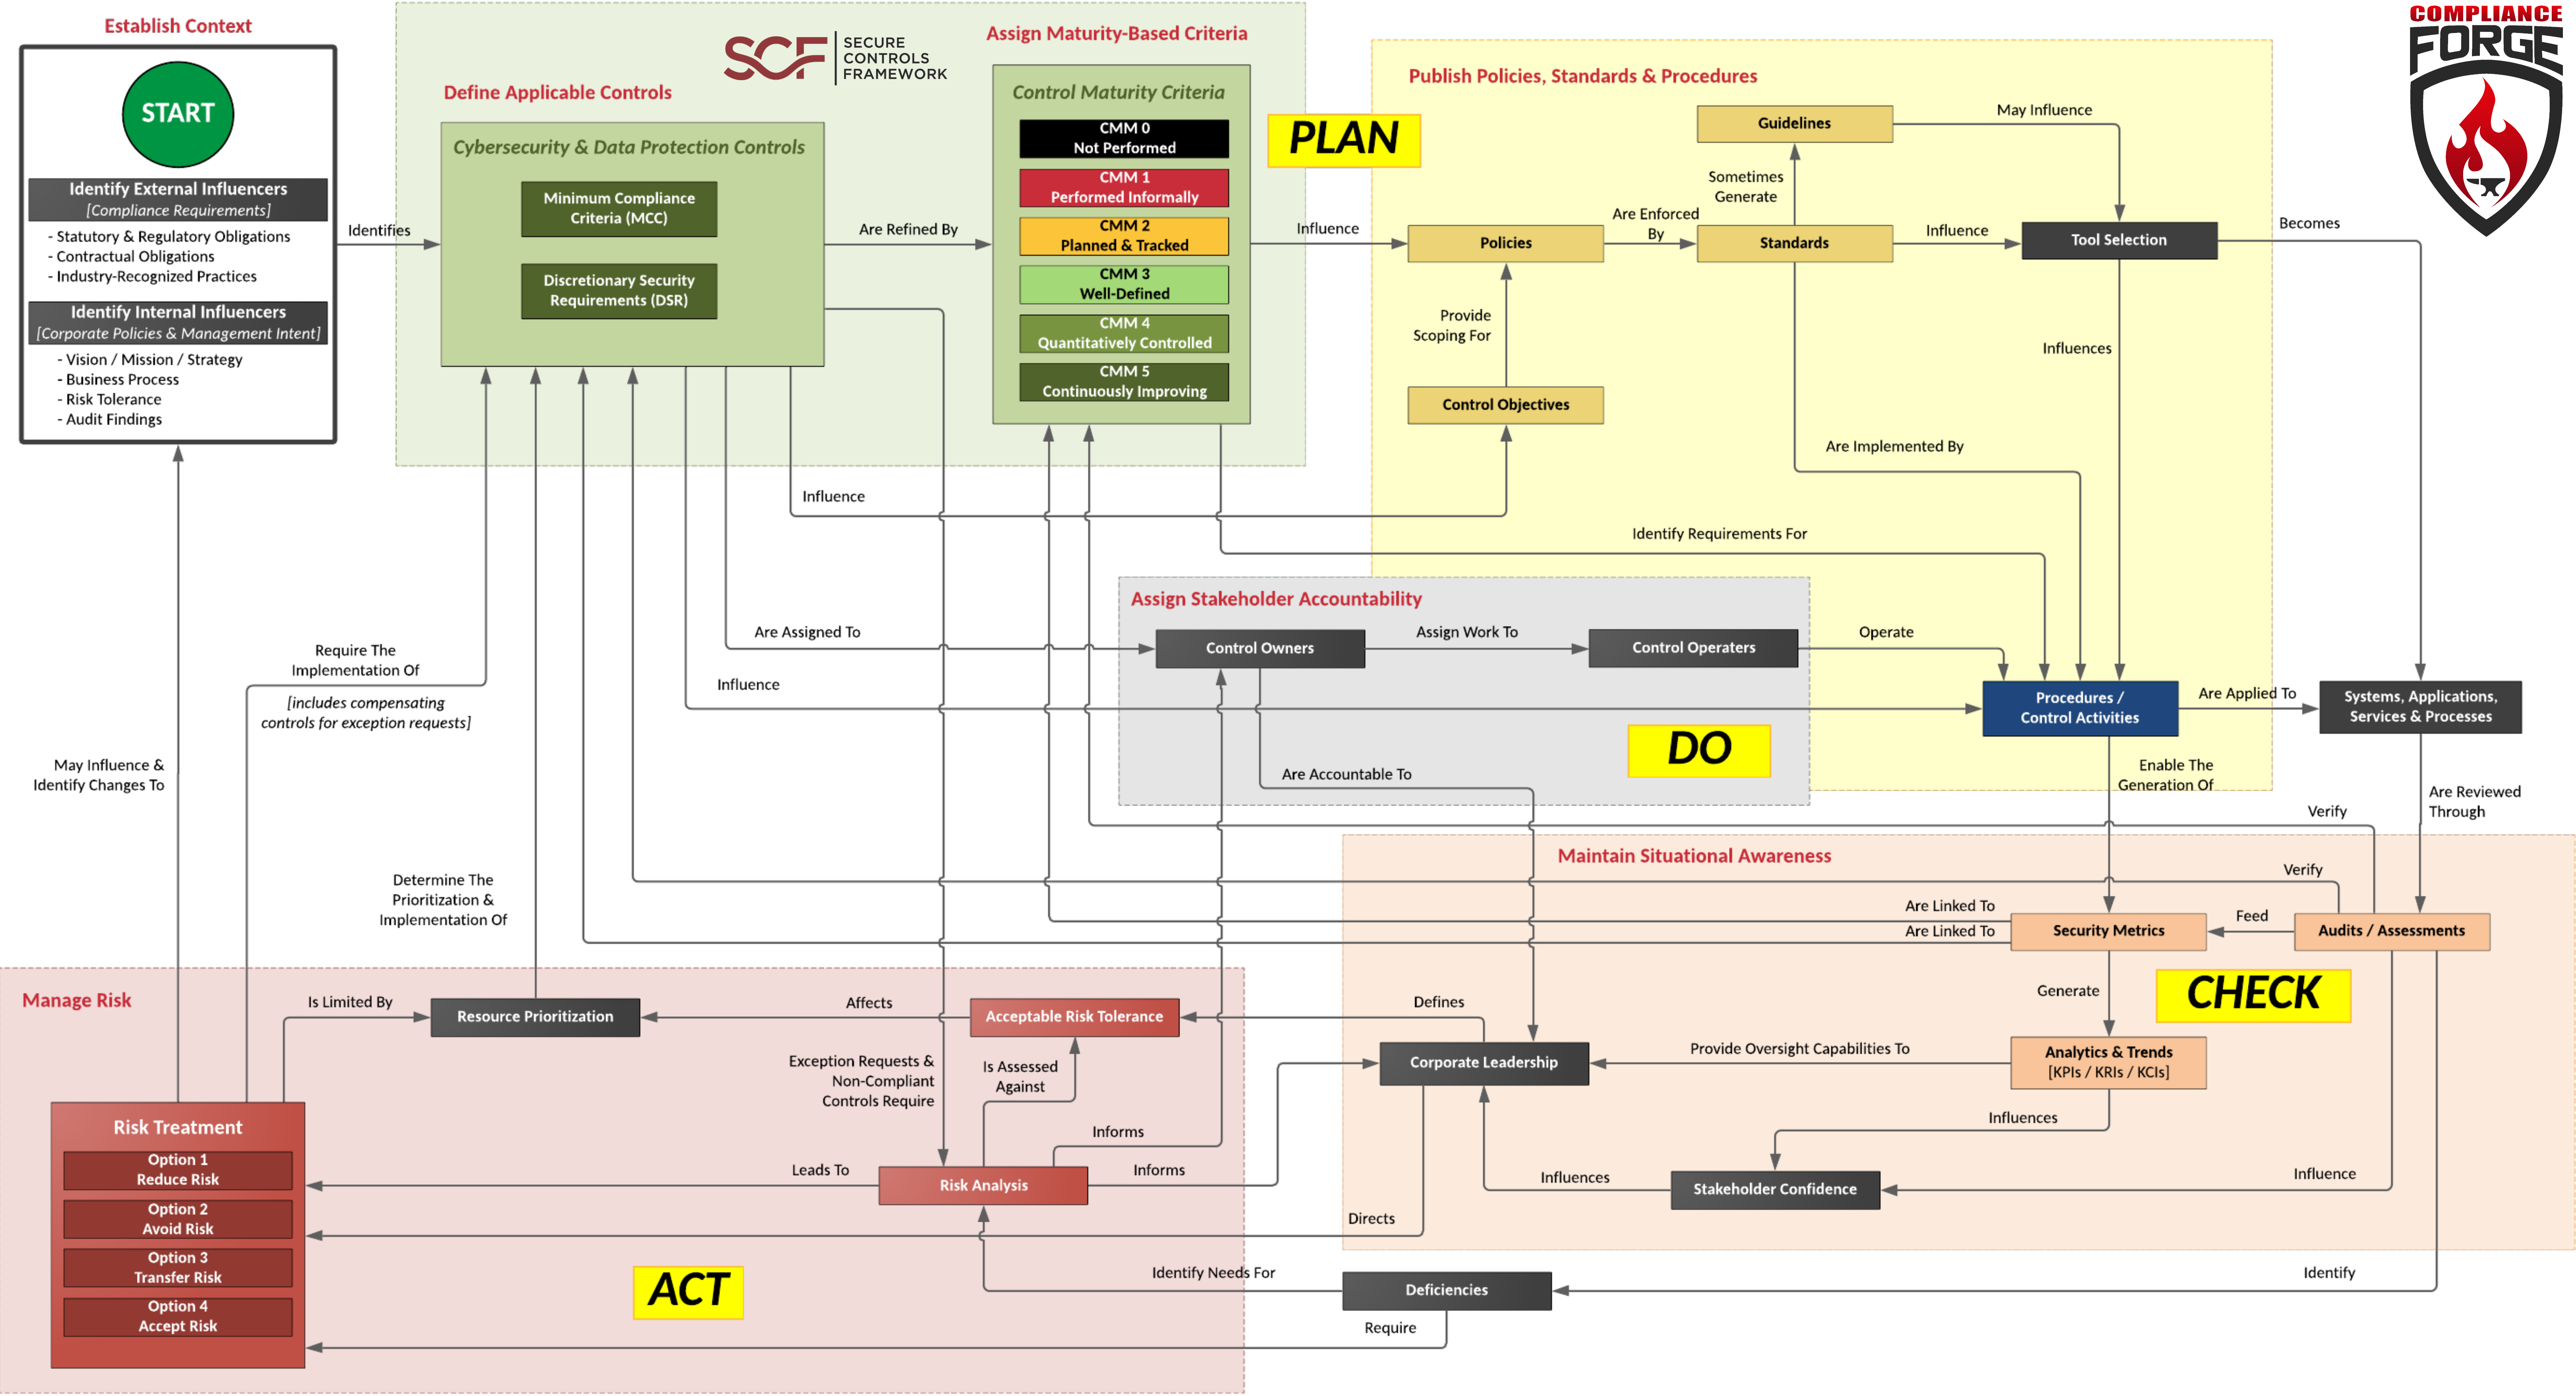 Establish Context
START
Identify External Influencers
[Compliance Requirements]
- Statutory & Regulatory Obligations
- Contractual Obligations
- Industry-Recognized Practices
Identify Internal Influencers
[Corporate Policies & Management Intent]
- Vision / Mission / Strategy
- Business Process
- Risk Tolerance
- Audit Findings
Identifies
SCF
SECURE
CONTROLS
FRAMEWORK
Define Applicable Controls
Cybersecurity & Data Protection Controls
Minimum Compliance
Criteria (MCC)
Discretionary Security
Requirements (DSR)
Are Refined By
Assign Maturity-Based Criteria
Control Maturity Criteria
CMM 0
Not Performed
CMM 1
Performed Informally
CMM 2
Planned & Tracked
CMM 3
Well-Defined
CMM 4
Quantitatively Controlled
CMM 5
Continuously Improving
PLAN
Influence
Publish Policies, Standards & Procedures
Guidelines
May Influence
Sometimes
Generate
Policies
Are Enforced
By
Standards
Influence
Tool Selection
Becomes
Provide
Scoping For
Influences
Control Objectives
Are Implemented By
Influence
Identify Requirements For
COMPLIANCE
FORGE
Assign Stakeholder Accountability
Are Assigned To
Control Owners
Assign Work To
Control Operaters
Operate
Influence
Procedures /
Control Activities
Are Applied To
Systems, Applications,
Services & Processes
DO
Are Accountable To
Enable The
Generation Of
Are Reviewed
Through
Require The
Implementation Of
[includes compensating
controls for exception requests]
May Influence &
Identify Changes To
Determine The
Prioritization &
Implementation Of
Verify
Maintain Situational Awareness
Verify
Are Linked To
Are Linked To
Security Metrics
Feed
Audits / Assessments
CHECK
Generate
Manage Risk
Is Limited By
Resource Prioritization
Affects
Acceptable Risk Tolerance
Defines
Exception Requests &
Non-Compliant
Controls Require
Is Assessed
Against
Corporate Leadership
Provide Oversight Capabilities To
Analytics & Trends
[KPIs / KRIs / KCIs]
Influences
Informs
Risk Treatment
Option 1
Reduce Risk
Option 2
Avoid Risk
Option 3
Transfer Risk
Option 4
Accept Risk
Leads To
Risk Analysis
Informs
Influences
Stakeholder Confidence
Influence
Directs
ACT
Identify Needs For
Deficiencies
Identify
Require